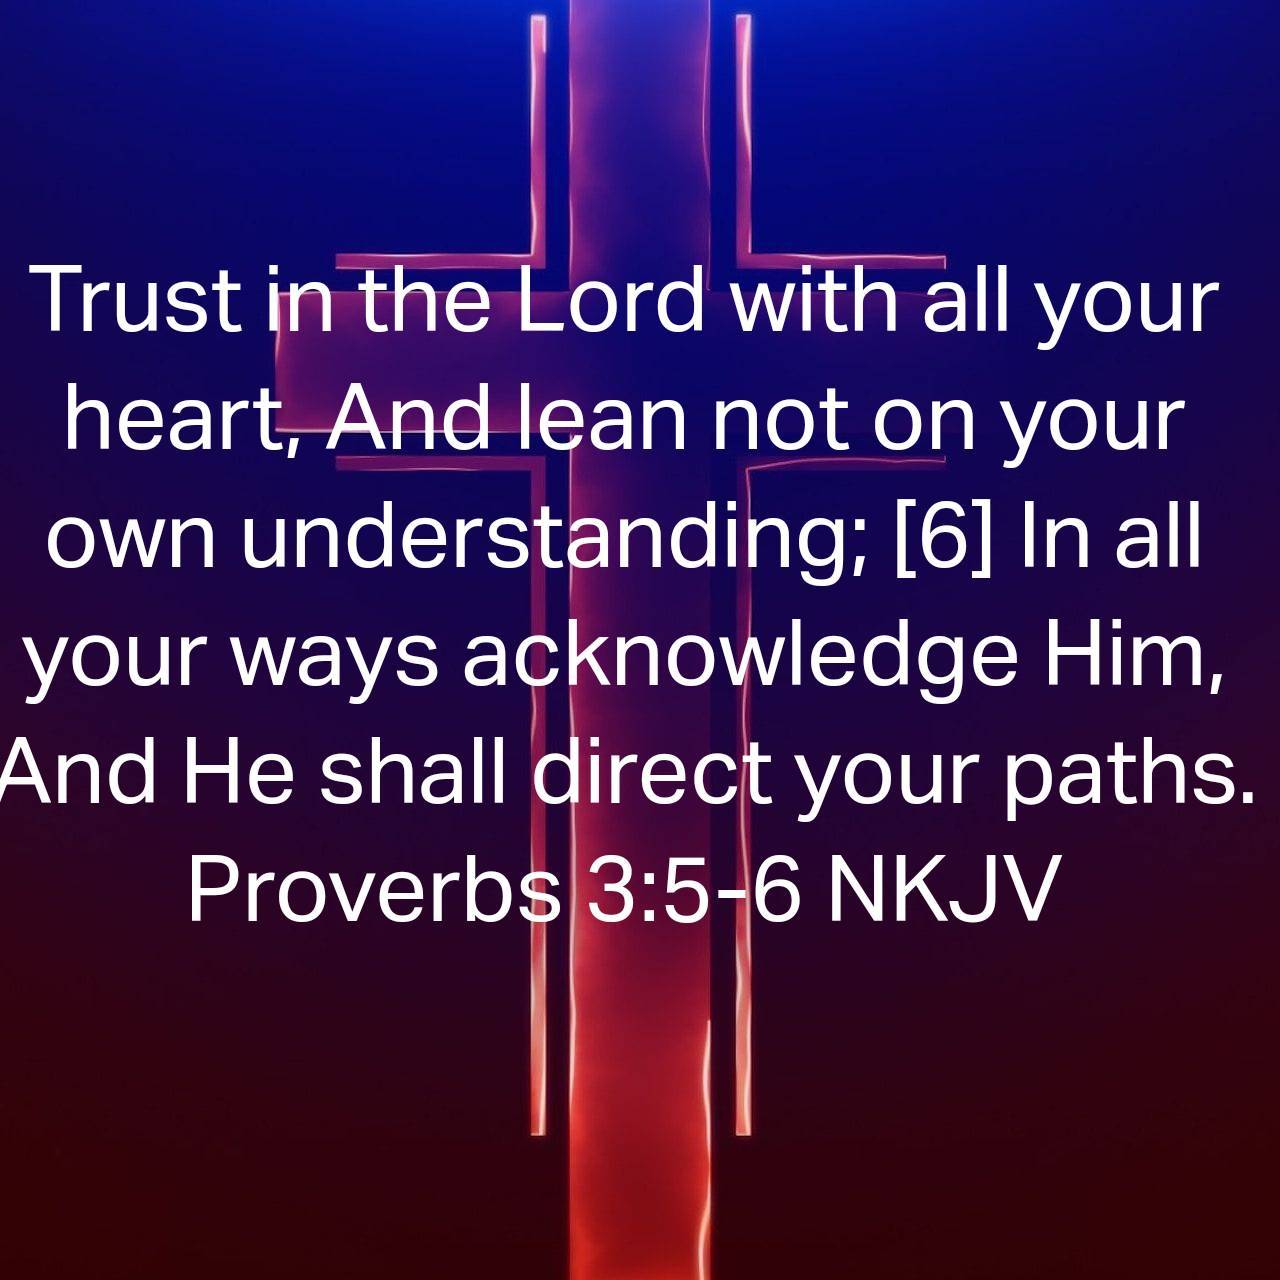 Trust in the Lord with all your
heart, And lean not on your
own understanding; [6] In all
your ways acknowledge Him,
And He shall direct your paths.
Proverbs 3:5-6 NKJV